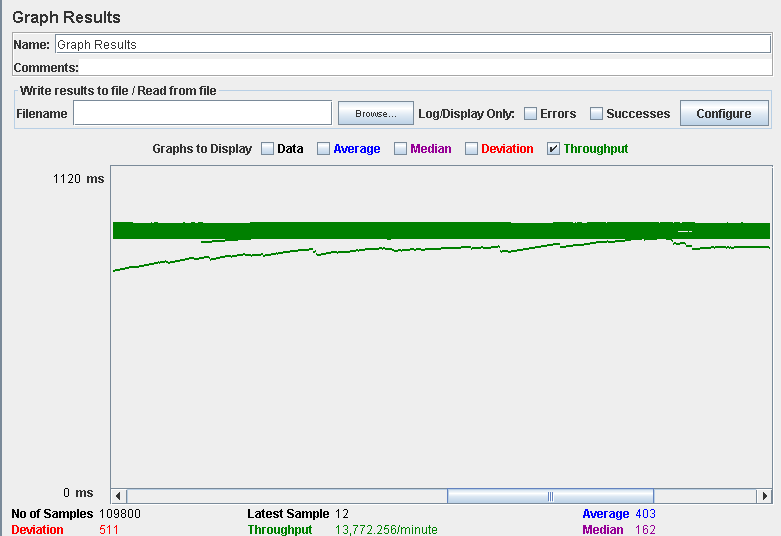 Graph Results
Name: Graph Results
Comments:
Write results to file / Read from file
Filename Browse... Log/Display Only: Errors Successes Configure
Graphs to Display Data Average Median Deviation Throughput
1120 ms
0 ms
No of Samples 109800 Latest Sample 12 Average 403
Deviation 511 Throughput 13,772.256/minute Median 162